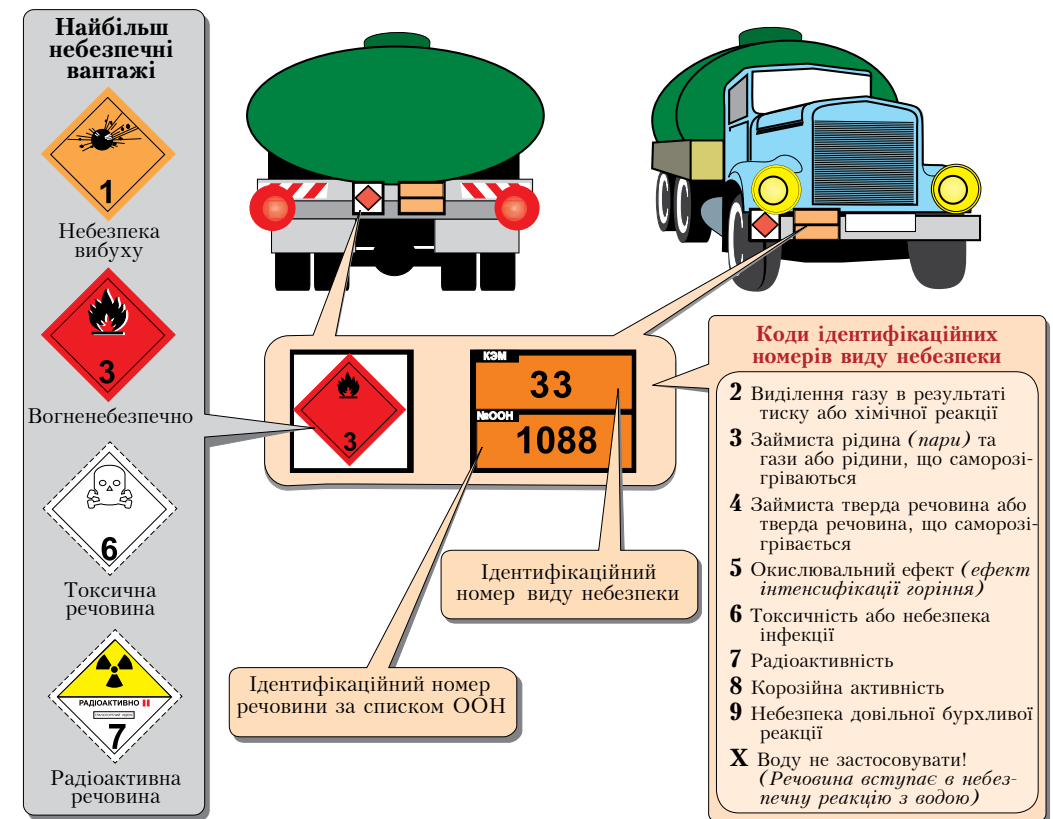 Найбільш
небезпечні
вантажі
1
Небезпека
вибуху
3
Вогненебезпечно
6
Токсична
речовина
РАДІОАКТИВНО II
7
Радіоактивна
речовина
3
КЭМ
33
№ООН
1088
Ідентифікаційний
номер виду небезпеки
Ідентифікаційний номер
речовини за списком ООН
Коди ідентифікаційних
номерів виду небезпеки
2 Виділення газу в результаті
тиску або хімічної реакції
3 Займиста рідина (пари) та
гази або рідини, що саморозі-
гріваються
4 Займиста тверда речовина або
тверда речовина, що саморозі-
грівається
5 Окислювальний ефект (ефект
інтенсифікації горіння)
6 Токсичність або небезпека
інфекції
7 Радіоактивність
8 Корозійна активність
9 Небезпека довільної бурхливої
реакції
X Воду не застосовувати!
(Речовина вступає в небез-
печну реакцію з водою)